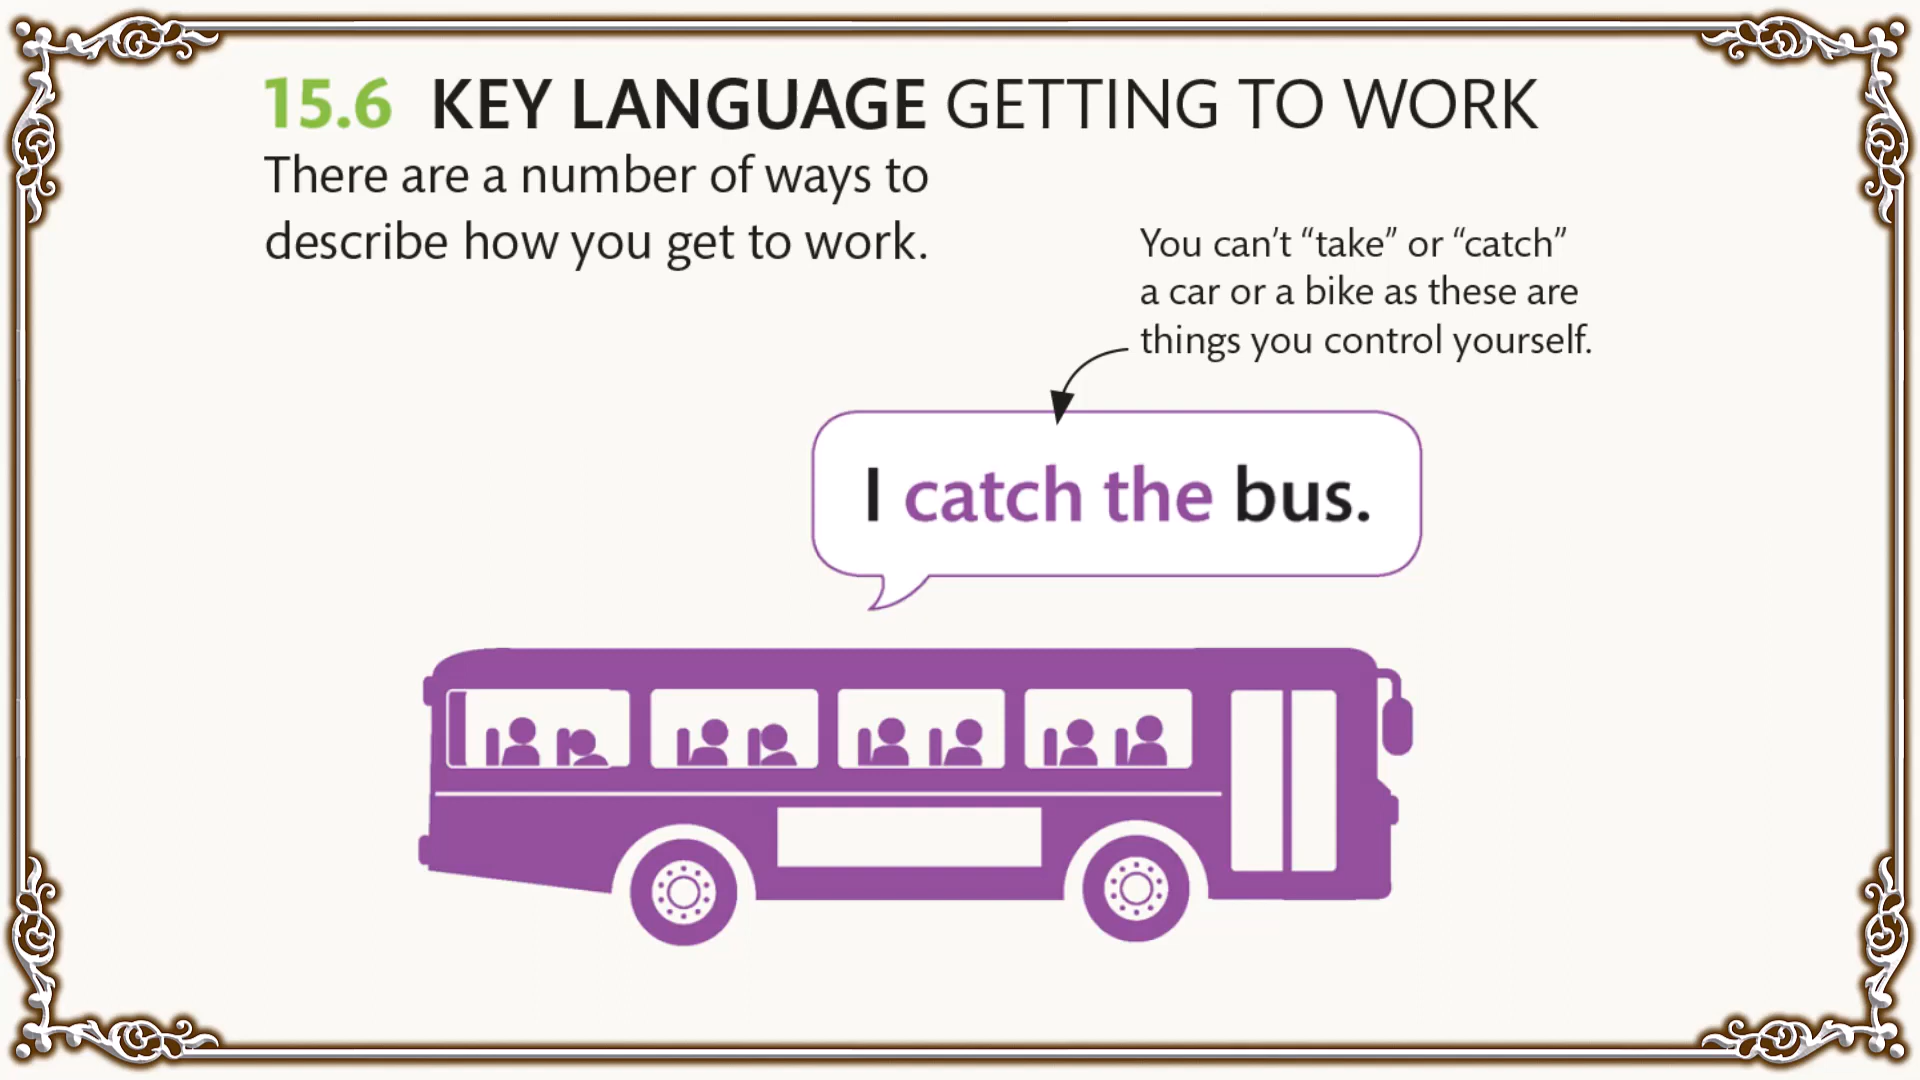 15.6 KEY LANGUAGE GETTING TO WORK
There are a number of ways to
describe how you get to work.
You can’t “take” or “catch”
a car or a bike as these are
things you control yourself.
I catch the bus.